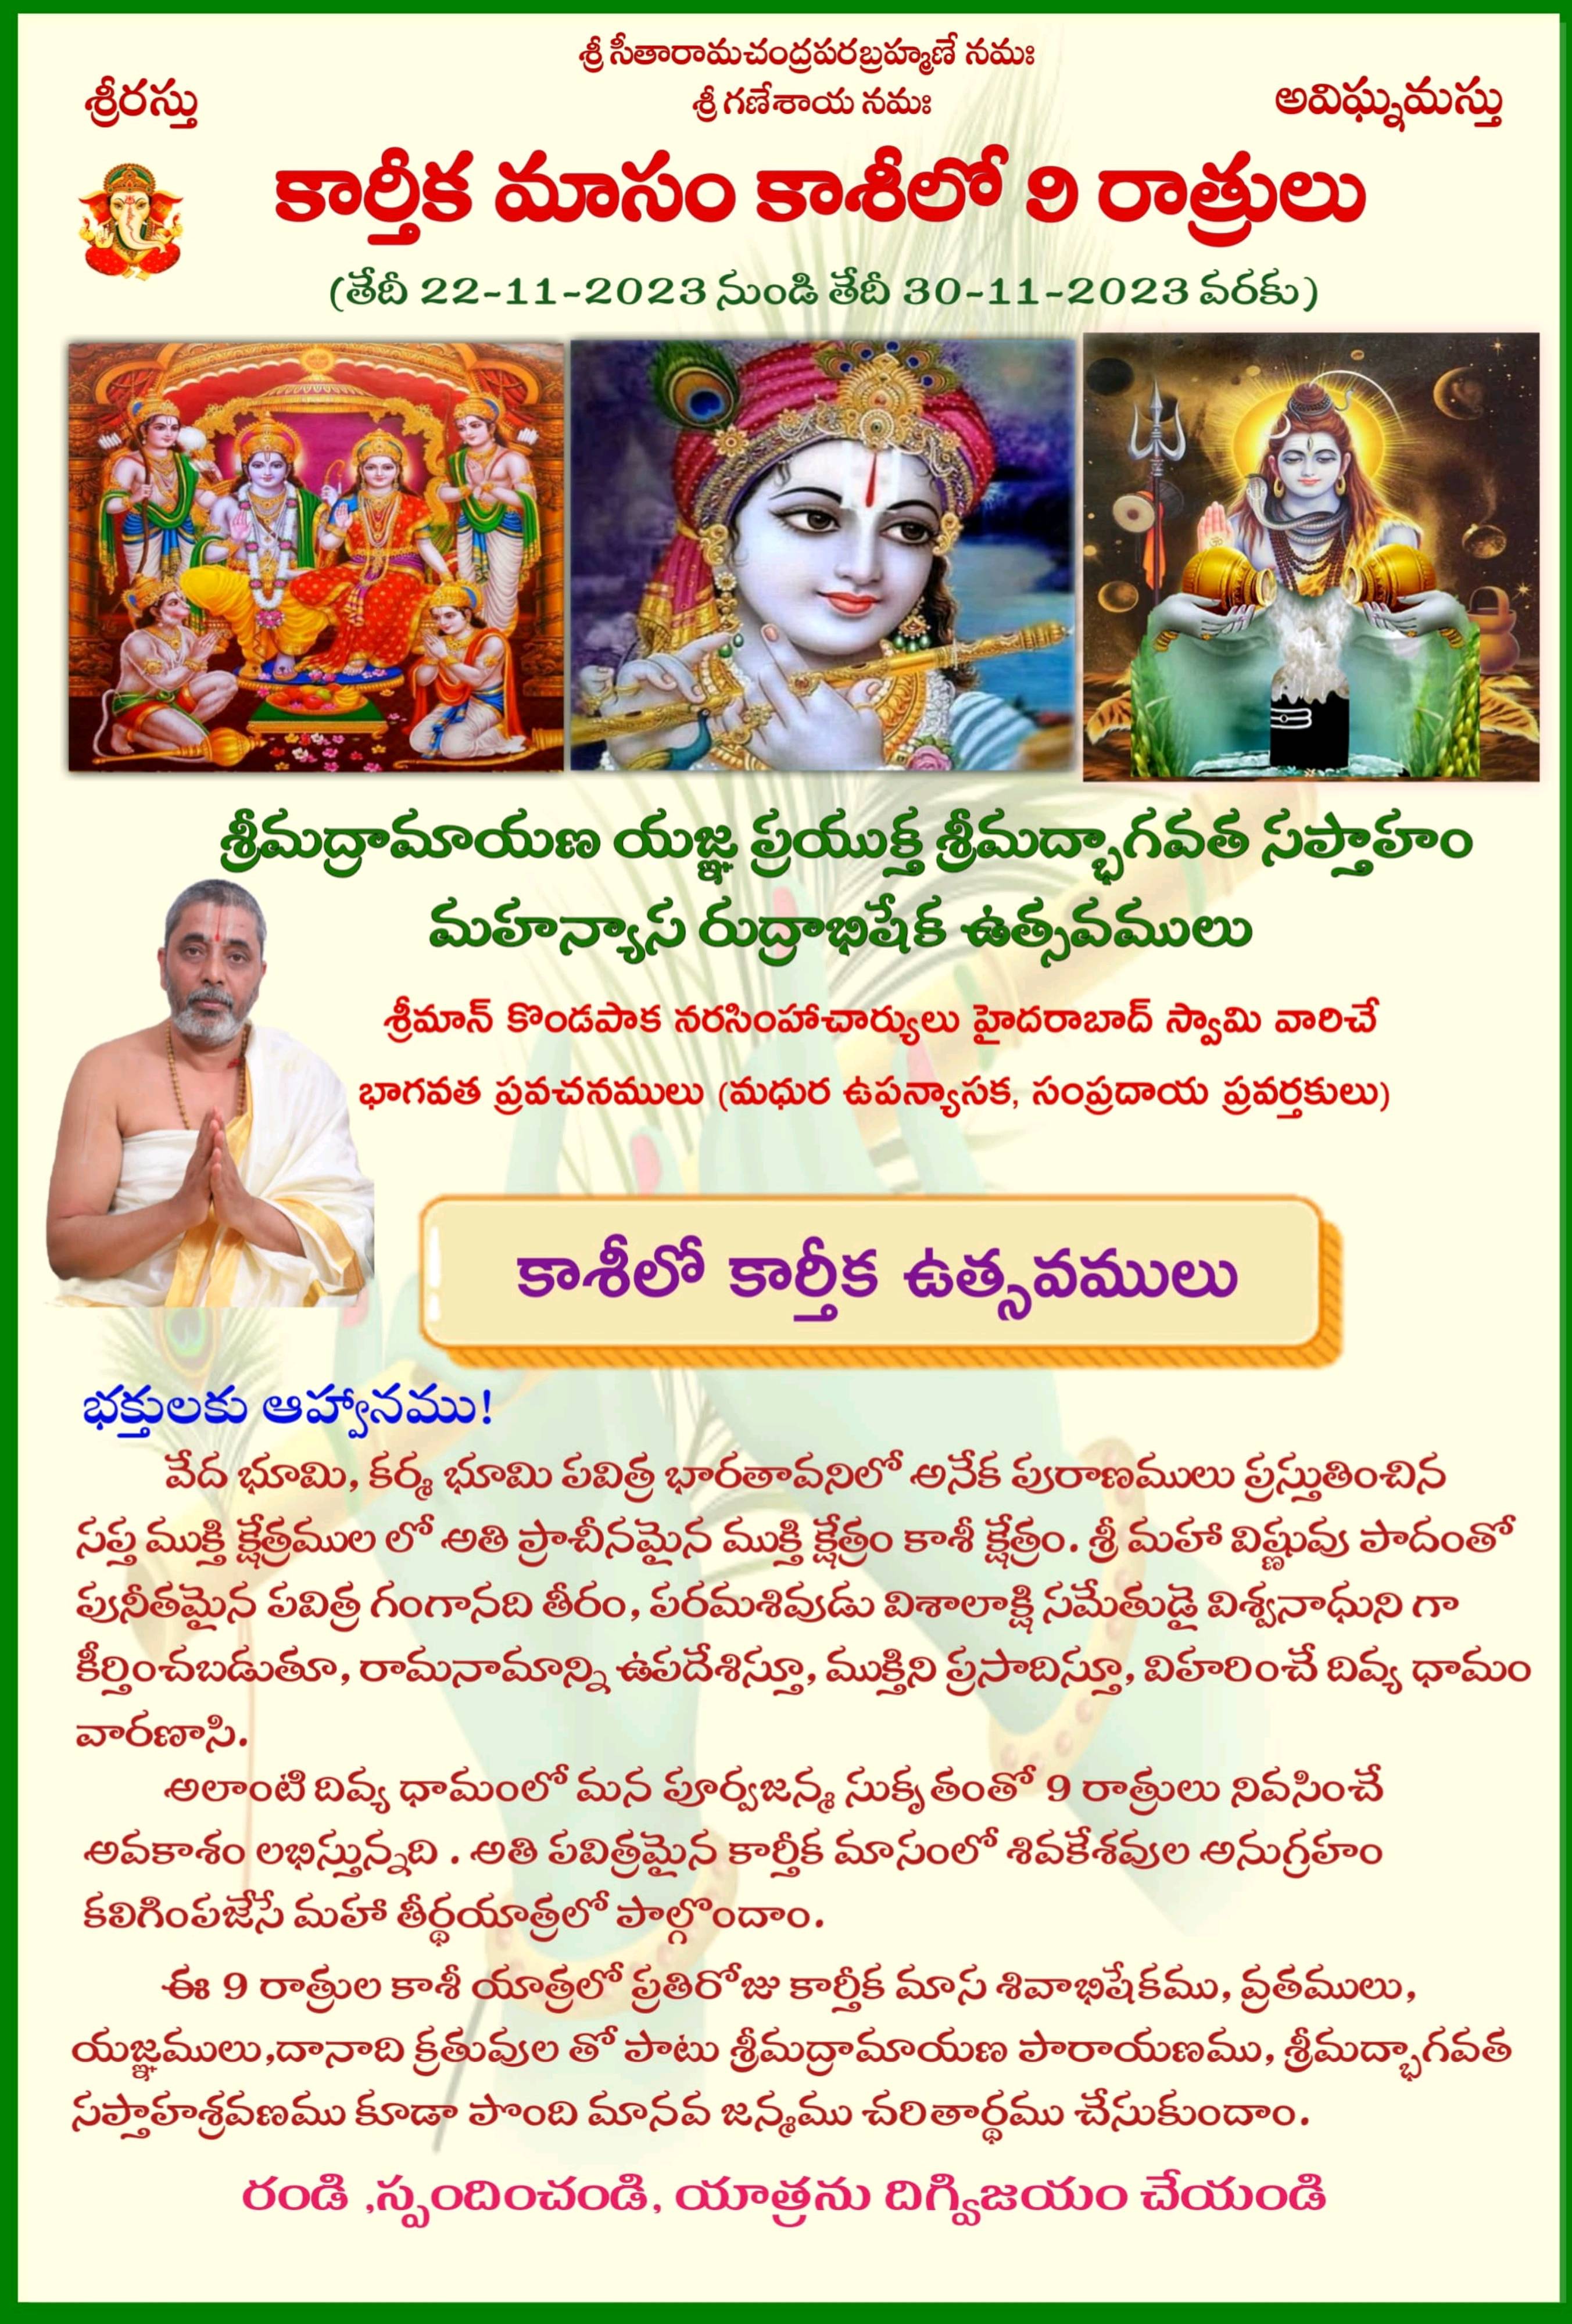 శ్రీ సీతారామచంద్రపరబ్రహ్మణే నమః
శ్రీరస్తు
శ్రీ గణేశాయ నమః
అవిఘ్నమస్తు
కార్తీక మాసం కాశీలో 9 రాత్రులు
(తేదీ 22-11-2023 నుండి తేదీ 30-11-2023 వరకు)
శ్రీమద్రామాయణ యజ్ఞ ప్రయుక్త శ్రీమద్భాగవత సప్తాహం
మహన్యాస రుద్రాభిషేక ఉత్సవములు
శ్రీమాన్ కొండపాక నరసింహాచార్యులు హైదరాబాద్ స్వామి వారిచే
భాగవత ప్రవచనములు (మధుర ఉపన్యాసక, సంప్రదాయ ప్రవర్తకులు)
కాశీలో కార్తీక ఉత్సవములు
భక్తులకు ఆహ్వానము!
వేద భూమి, కర్మ భూమి పవిత్ర భారతావనిలో అనేక పురాణములు ప్రస్తుతించిన
సప్త ముక్తి క్షేత్రముల లో అతి ప్రాచీనమైన ముక్తి క్షేత్రం కాశీ క్షేత్రం. శ్రీ మహా విష్ణువు పాదంతో
పునీతమైన పవిత్ర గంగానది తీరం, పరమశివుడు విశాలాక్షి సమేతుడై విశ్వనాధుని గా
కీర్తించబడుతూ, రామనామాన్ని ఉపదేశిస్తూ, ముక్తిని ప్రసాదిస్తూ, విహరించే దివ్య ధామం
వారణాసి.
అలాంటి దివ్య ధామంలో మన పూర్వజన్మ సుకృతంతో 9 రాత్రులు నివసించే
అవకాశం లభిస్తున్నది . అతి పవిత్రమైన కార్తీక మాసంలో శివకేశవుల అనుగ్రహం
కలిగింపజేసే మహా తీర్థయాత్రలో పాల్గొందాం.
ఈ 9 రాత్రుల కాశీ యాత్రలో ప్రతిరోజు కార్తీక మాస శివాభిషేకము, వ్రతములు,
యజ్ఞములు,దానాది క్రతువుల తో పాటు శ్రీమద్రామాయణ పారాయణము, శ్రీమద్భాగవత
సప్తాహశ్రవణము కూడా పొంది మానవ జన్మము చరితార్థము చేసుకుందాం.
రండి ,స్పందించండి, యాత్రను దిగ్విజయం చేయండి